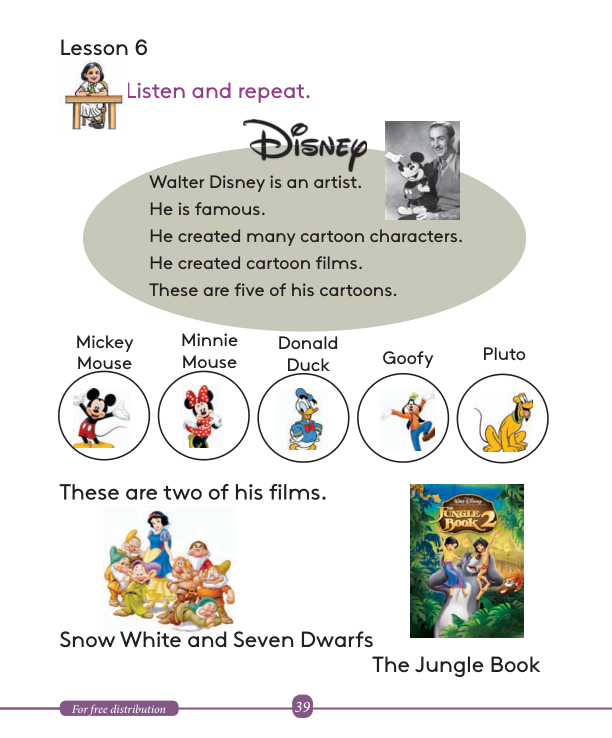 Lesson 6
Listen and repeat.
DISNEY
Walter Disney is an artist.
He is famous.
He created many cartoon characters.
He created cartoon films.
These are five of his cartoons.
Mickey
Mouse
Minnie
Mouse
Donald
Duck
Goofy
Pluto
These are two of his films.
Walt Disney
THE
JUNGLE
BOOK 2
Snow White and Seven Dwarfs
The Jungle Book
For free distribution
39